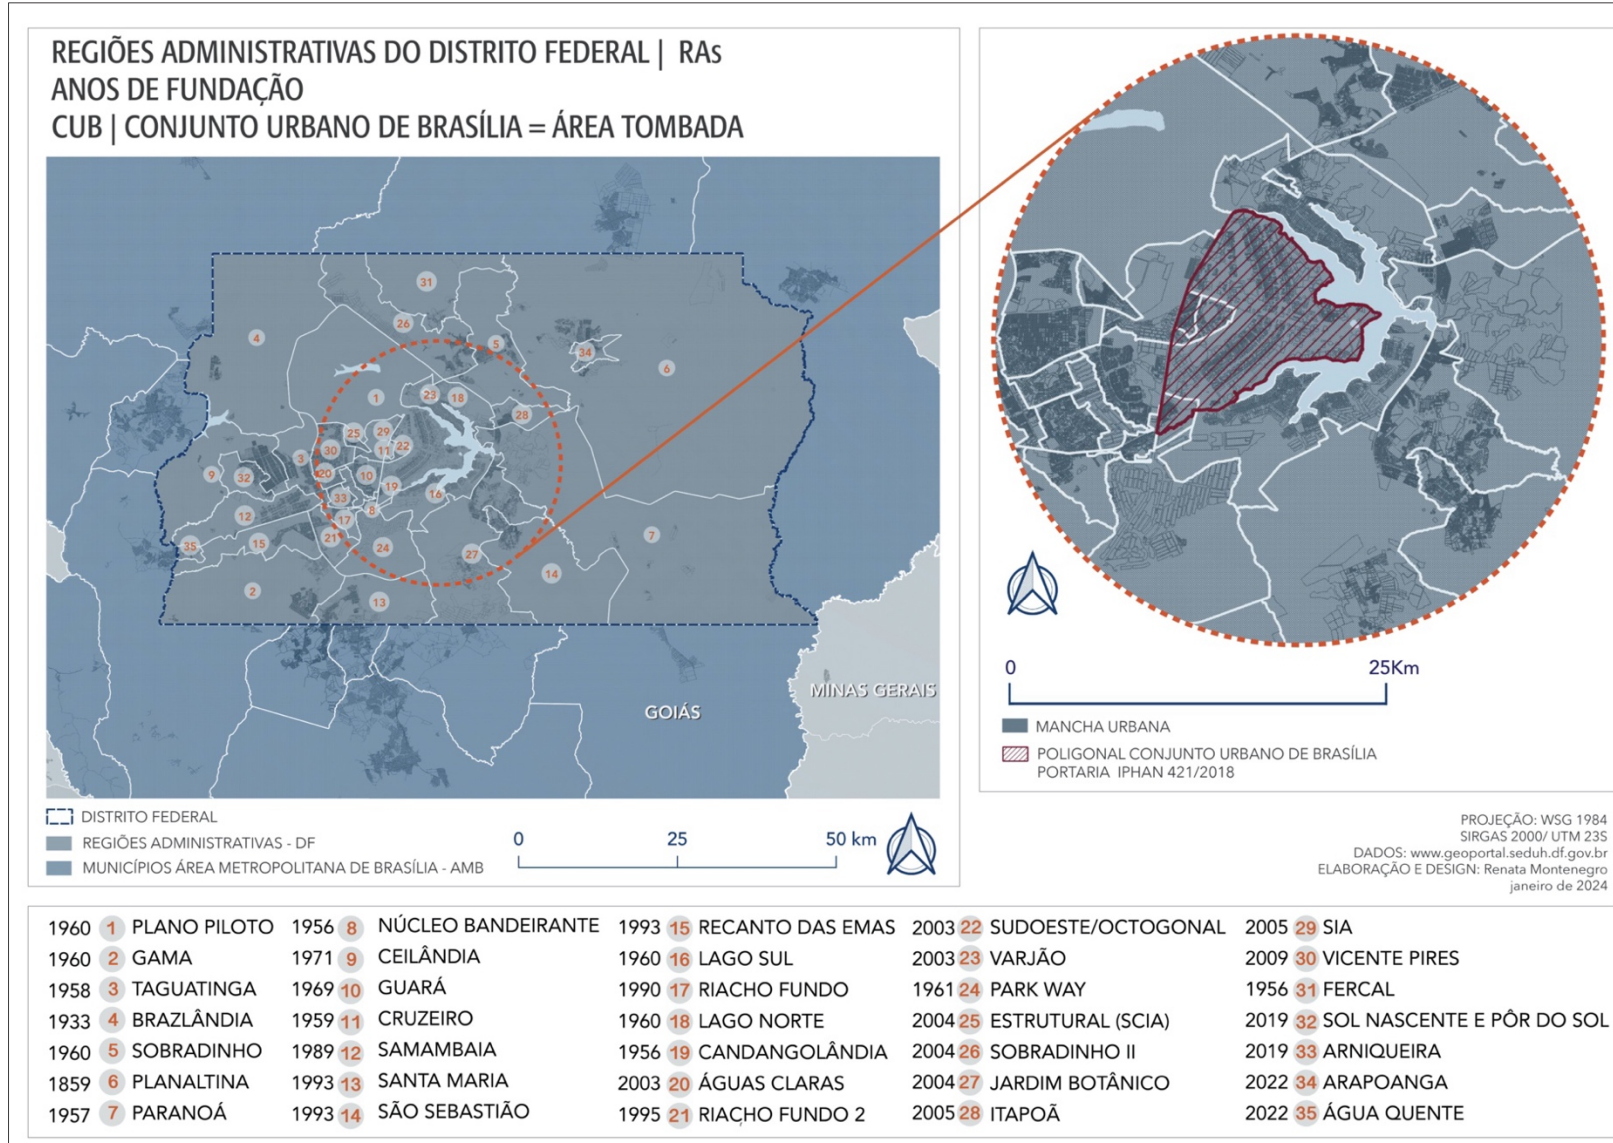 REGIÕES ADMINISTRATIVAS DO DISTRITO FEDERAL | RAs
ANOS DE FUNDAÇÃO
CUB | CONJUNTO URBANO DE BRASÍLIA = ÁREA TOMBADA
31
26
4
5
34
6
1
23
18
28
25
29
30
11
22
3
9
32
20
10
19
33
16
12
8
17
7
35
15
21
24
27
14
2
13
MINAS GERAIS
GOIÁS
DISTRITO FEDERAL
REGIÕES ADMINISTRATIVAS - DF
MUNICÍPIOS ÁREA METROPOLITANA DE BRASÍLIA - AMB
0 25 50 km
0 25Km
MANCHA URBANA
POLIGONAL CONJUNTO URBANO DE BRASÍLIA
PORTARIA IPHAN 421/2018
PROJEÇÃO: WSG 1984
SIRGAS 2000/ UTM 23S
DADOS: www.geoportal.seduh.df.gov.br
ELABORAÇÃO E DESIGN: Renata Montenegro
janeiro de 2024
1960 1 PLANO PILOTO
1960 2 GAMA
1958 3 TAGUATINGA
1933 4 BRAZLÂNDIA
1960 5 SOBRADINHO
1859 6 PLANALTINA
1957 7 PARANOÁ
1956 8 NÚCLEO BANDEIRANTE
1971 9 CEILÂNDIA
1969 10 GUARÁ
1959 11 CRUZEIRO
1989 12 SAMAMBAIA
1993 13 SANTA MARIA
1993 14 SÃO SEBASTIÃO
1993 15 RECANTO DAS EMAS
1960 16 LAGO SUL
1990 17 RIACHO FUNDO
1960 18 LAGO NORTE
1956 19 CANDANGOLÂNDIA
2003 20 ÁGUAS CLARAS
1995 21 RIACHO FUNDO 2
2003 22 SUDOESTE/OCTOGONAL
2003 23 VARJÃO
1961 24 PARK WAY
2004 25 ESTRUTURAL (SCIA)
2004 26 SOBRADINHO II
2004 27 JARDIM BOTÂNICO
2005 28 ITAPOÃ
2005 29 SIA
2009 30 VICENTE PIRES
1956 31 FERCAL
2019 32 SOL NASCENTE E PÔR DO SOL
2019 33 ARNIQUEIRA
2022 34 ARAPOANGA
2022 35 ÁGUA QUENTE